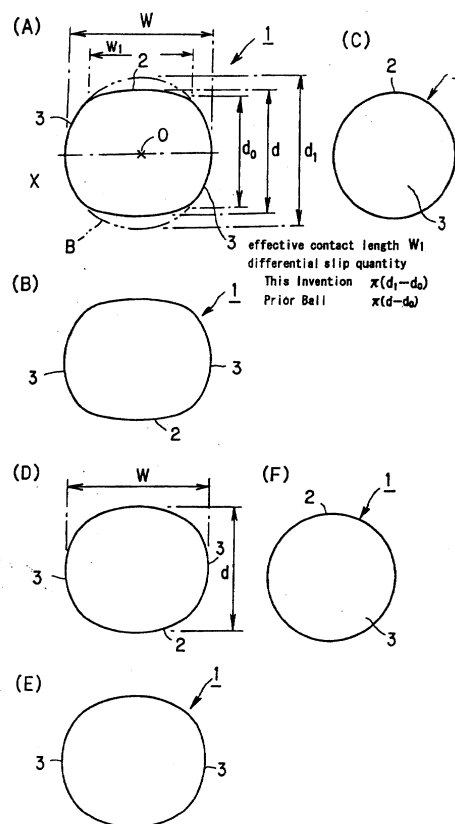 (A)
W
W1
2
1
3
O
X
d0
d
d1
3
B
(C)
2
3
effective contact length W1
differential slip quantity
This Invention π(d1-d0)
Prior Ball π(d-d0)
(B)
1
3
3
2
(D)
W
3
3
d
2
(F)
2
1
3
(E)
1
3
3